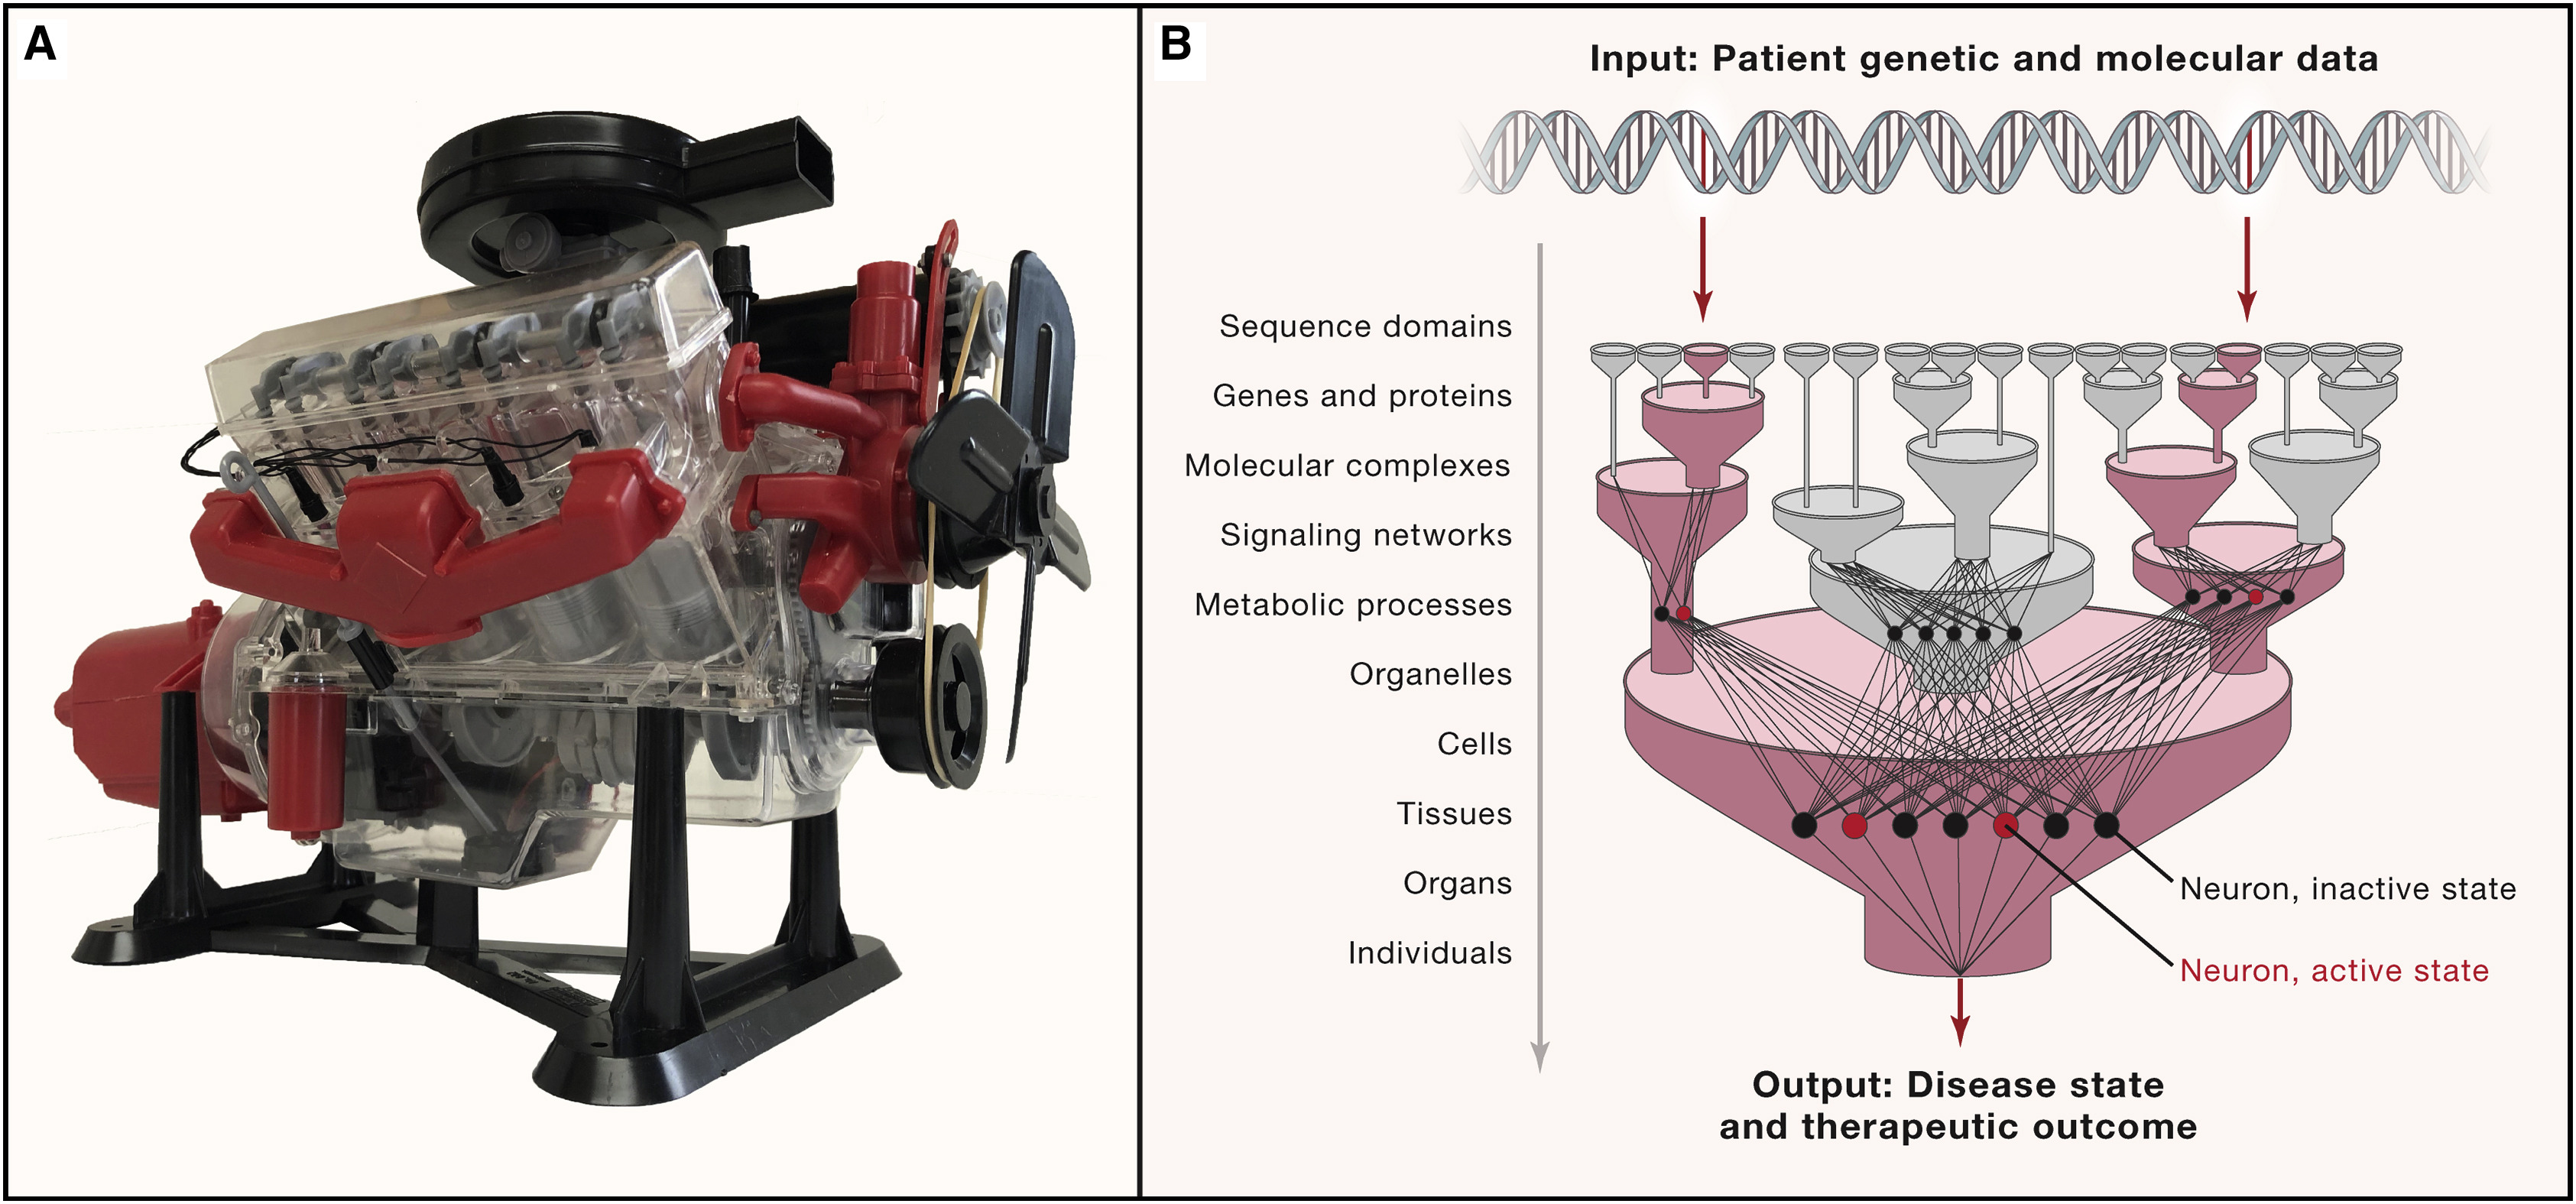 A
B
Input: Patient genetic and molecular data
Sequence domains
Genes and proteins
Molecular complexes
Signaling networks
Metabolic processes
Organelles
Cells
Tissues
Organs
Individuals
Neuron, inactive state
Neuron, active state
Output: Disease state
and therapeutic outcome